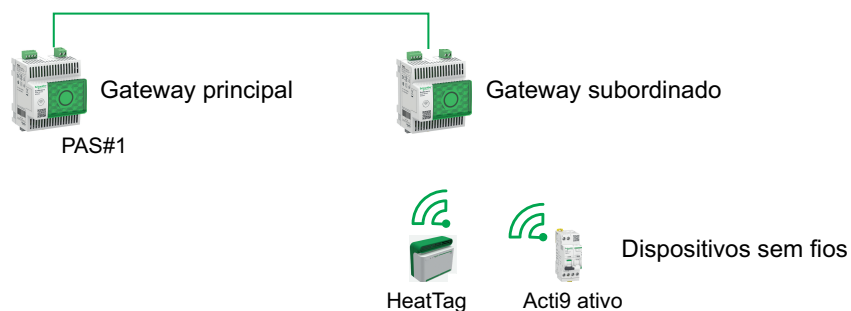 Gateway principal
Gateway subordinado
PAS#1
Dispositivos sem fios
HeatTag
Acti9 ativo